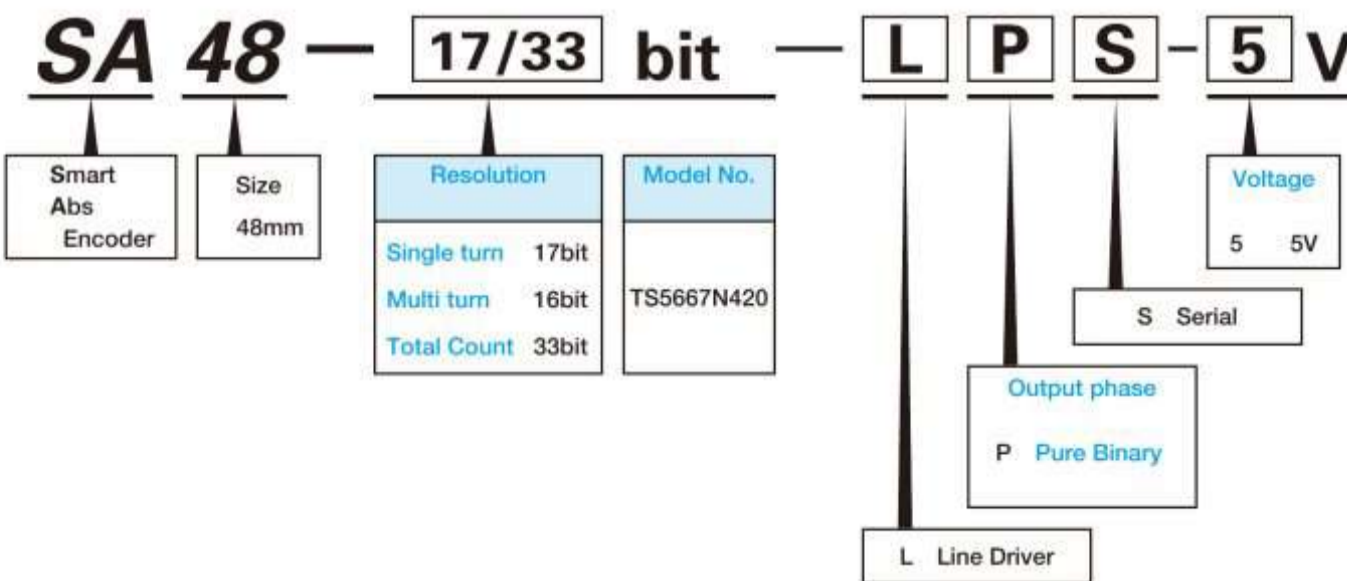 SA 48 — 17/33 bit — L P S - 5 V
Smart
Abs
Encoder
Size
48mm
Resolution
Single turn 17bit
Multi turn 16bit
Total Count 33bit
Model No.
TS5667N420
Voltage
5 5V
S Serial
Output phase
P Pure Binary
L Line Driver